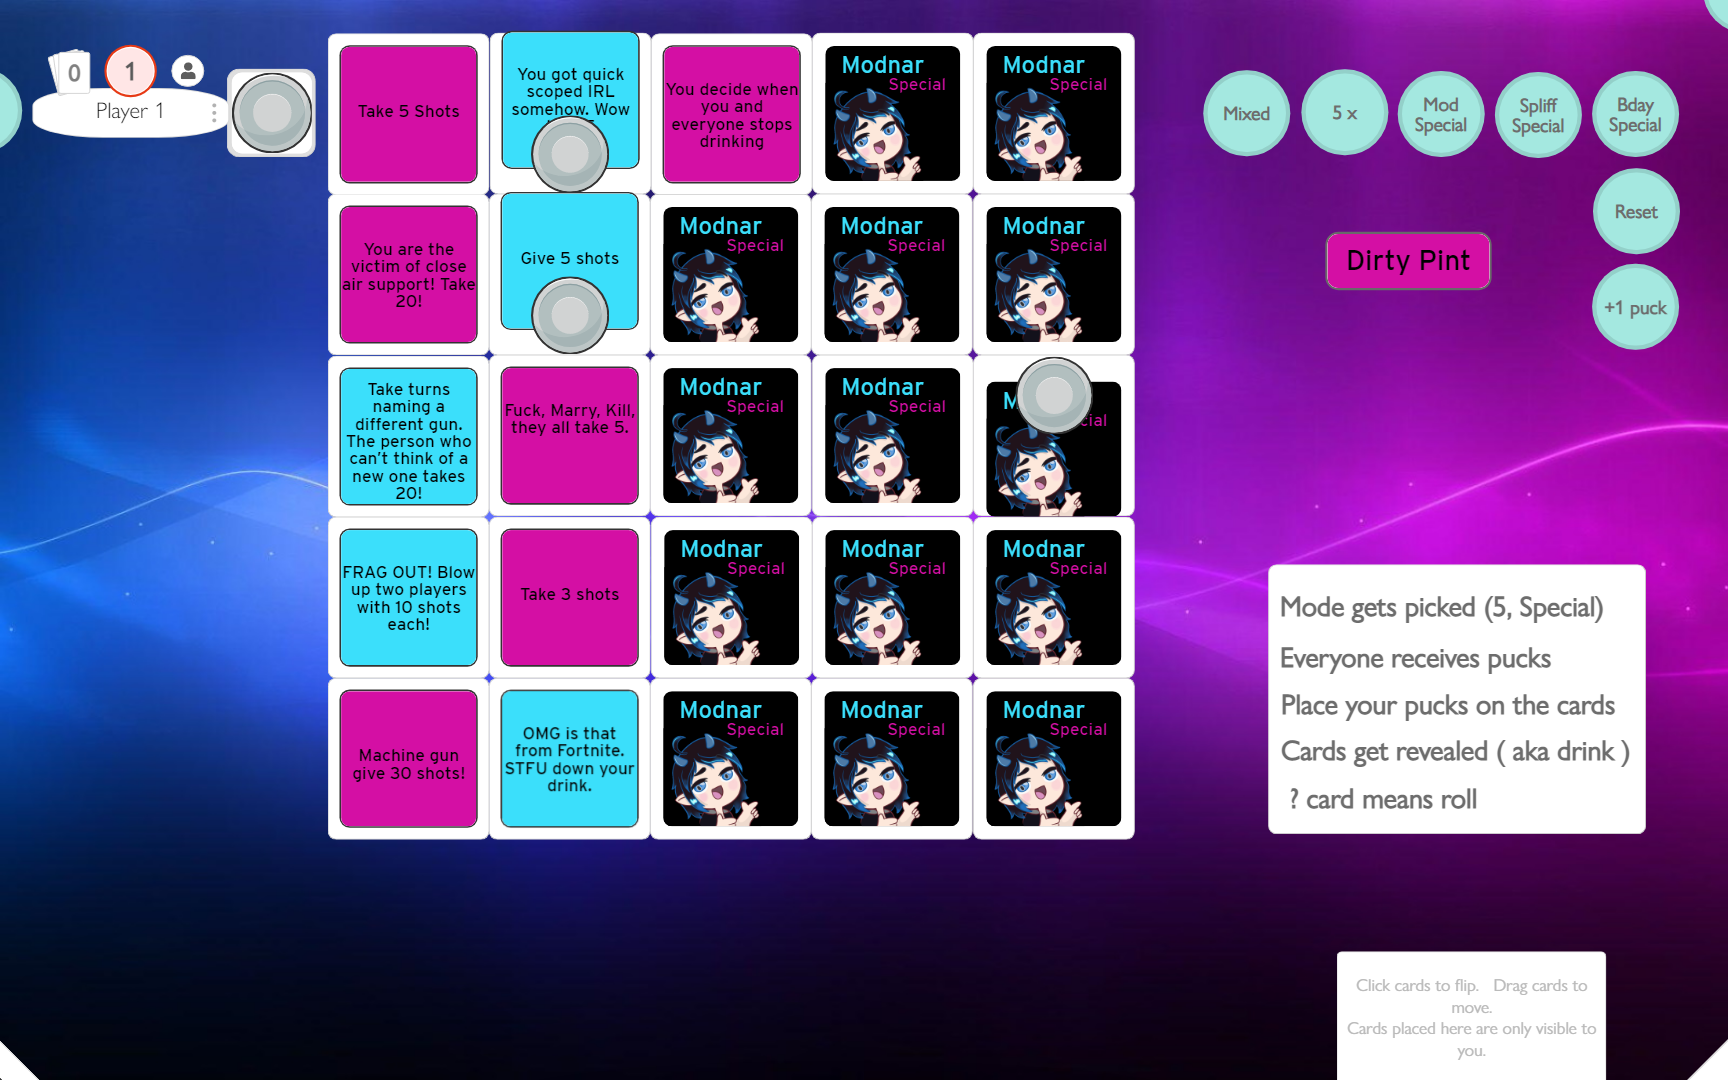 0
1
Player 1
Take 5 Shots
You got quick
scoped IRL
somehow. Wow
You decide when
you and
everyone stops
drinking
Modnar
Special
Modnar
Special
You are the
victim of close
air support! Take
20!
Give 5 shots
Modnar
Special
Modnar
Special
Modnar
Special
Take turns
naming a
different gun.
The person who
can't think of a
new one takes
20!
Fuck, Marry, Kill,
they all take 5.
Modnar
Special
Modnar
Special
FRAG OUT! Blow
up two players
with 10 shots
each!
Take 3 shots
Modnar
Special
Modnar
Special
Modnar
Special
Machine gun
give 30 shots!
OMG is that
from Fortnite.
STFU down your
drink.
Modnar
Special
Modnar
Special
Modnar
Special
Mixed
5 x
Mod
Special
Spliff
Special
Bday
Special
Reset
Dirty Pint
+1 puck
Mode gets picked (5, Special)
Everyone receives pucks
Place your pucks on the cards
Cards get revealed ( aka drink )
? card means roll
Click cards to flip. Drag cards to
move.
Cards placed here are only visible to
you.